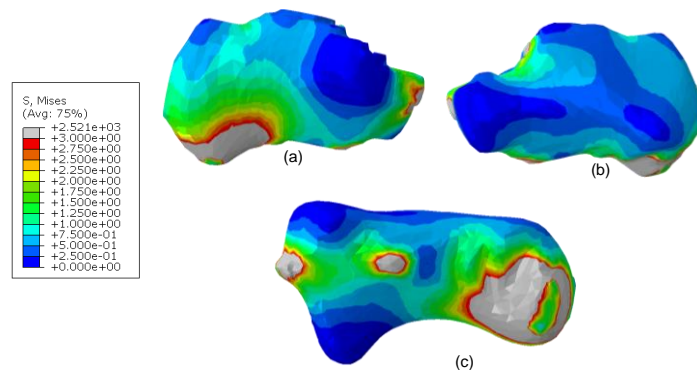 S, Mises
(Avg: 75%)
+2.521e+03
+3.000e+00
+2.750e+00
+2.500e+00
+2.250e+00
+2.000e+00
+1.750e+00
+1.500e+00
+1.250e+00
+1.000e+00
+7.500e-01
+5.000e-01
+2.500e-01
+0.000e+00
(a)
(b)
(c)